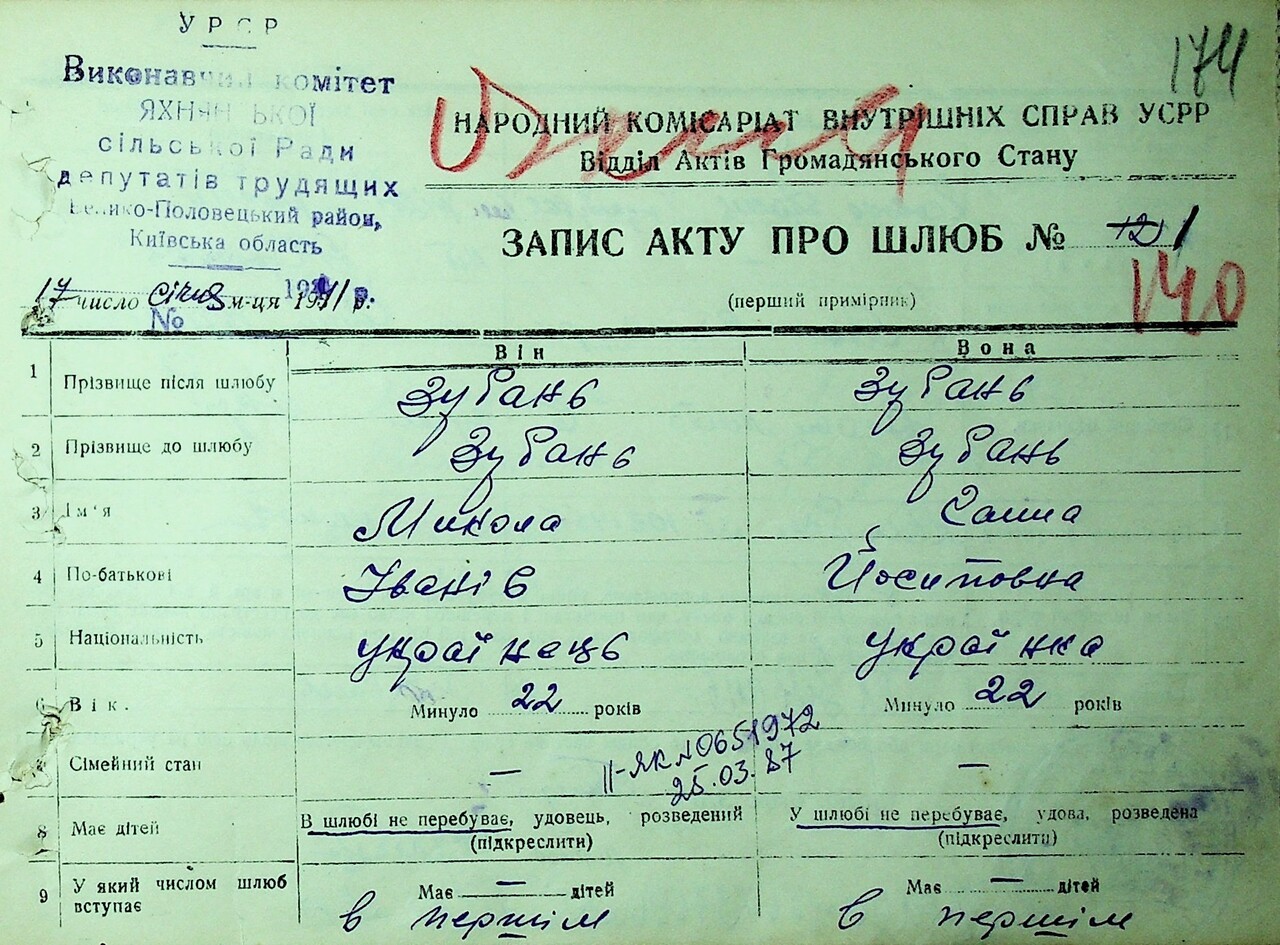 174
УРСР
Виконавчий комітет
ЯХНЯНСЬКОЇ
сільської Ради
депутатів трудящих
Велико-Половецький район,
Київська область
17 число січня м-ця 1941 р.
№
НАРОДНИЙ КОМІСАРІАТ ВНУТРІШНІХ СПРАВ УСРР
Відділ Актів Громадянського Стану
ЗАПИС АКТУ ПРО ШЛЮБ № 1
140
(перший примірник)
Він Вона
1 Прізвище після шлюбу Зубань Зубань
2 Прізвище до шлюбу Зубань Зубань
3 Ім'я Микола Ганна
4 По-батькові Іванів Йосиповна
5 Національність українець українка
6 Вік. Минуло 22 років Минуло 22 років
7 Сімейний стан — —
II-ЯК №0651972
25.03.87
8 Має дітей В шлюбі не перебуває, удовець, розведений У шлюбі не перебуває, удова, розведена
(підкреслити) (підкреслити)
9 У який числом шлюб вступає Має — дітей Має — дітей
в першім в першім